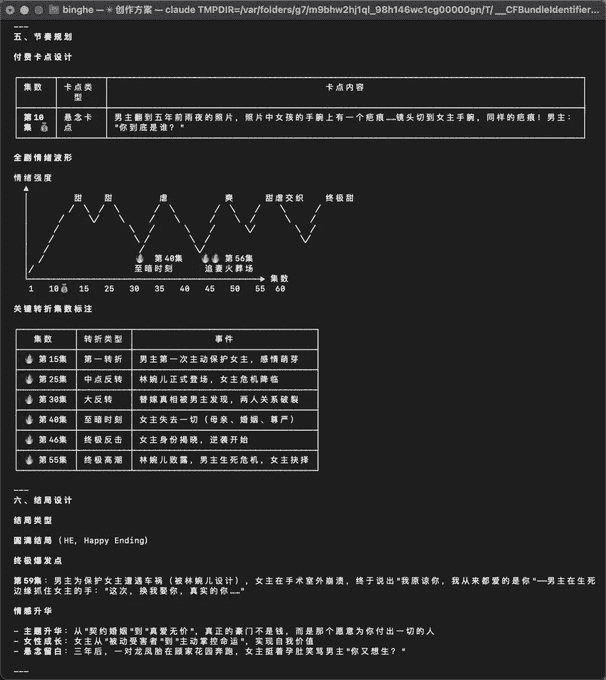 binghe — ✳ 创作方案 — claude TMPDIR=/var/folders/g7/m9bhw2hj1ql_98h146wc1cg00000gn/T/ __CFBundleIdentifier…
———
五、节奏规划
付费卡点设计
集数 卡点类型 卡点内容
第10集 💰 悬念卡点 男主翻到五年前雨夜的照片，照片中女孩的手腕上有一个疤痕……镜头切到女主手腕，同样的疤痕！男主：
"你到底是谁？"
全剧情绪波形
情绪强度
甜 甜 虐 爽 甜虐交织 终极甜
🔥 第40集 🔥🔥 第56集
至暗时刻 追妻火葬场
集数
1 10💰 15 25 30 40 45 50 55 60
关键转折集数标注
集数 转折类型 事件
🔥 第15集 第一转折 男主第一次主动保护女主，感情萌芽
🔥 第25集 中点反转 林婉儿正式登场，女主危机降临
🔥 第30集 大反转 替嫁真相被男主发现，两人关系破裂
🔥 第40集 至暗时刻 女主失去一切（母亲、婚姻、尊严）
🔥 第46集 终极反击 女主身份揭晓，逆袭开始
🔥 第55集 终极高潮 林婉儿败露，男主生死危机，女主抉择
———
六、结局设计
结局类型
圆满结局（HE, Happy Ending）
终极爆发点
第59集：男主为保护女主遭遇车祸（被林婉儿设计），女主在手术室外崩溃，终于说出"我原谅你，我从来都爱的是你"——男主在生死
边缘抓住女主的手："这次，换我娶你，真实的你……"
情感升华
- 主题升华：从"契约婚姻"到"真爱无价"，真正的豪门不是钱，而是那个愿意为你付出一切的人
- 女性成长：女主从"被动受害者"到"主动掌控命运"，实现自我价值
- 悬念留白：三年后，一对龙凤胎在顾家花园奔跑，女主挺着孕肚笑骂男主"你又想生？"
———